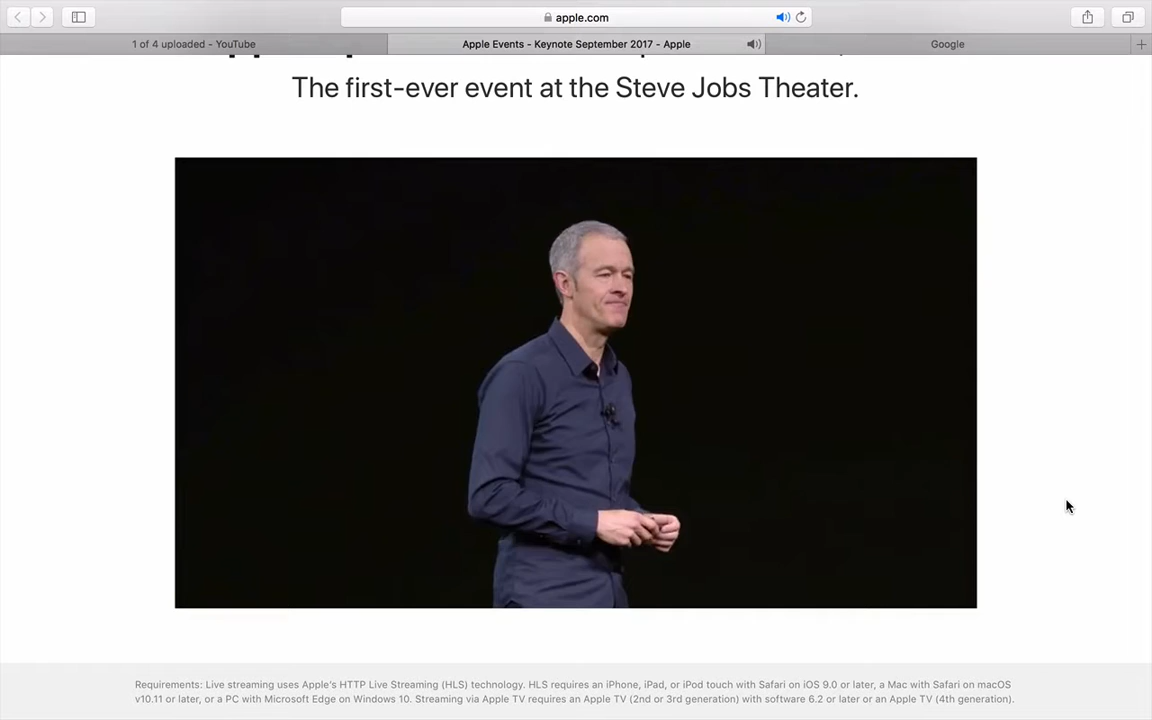 apple.com
1 of 4 uploaded - YouTube
Apple Events - Keynote September 2017 - Apple
Google
The first-ever event at the Steve Jobs Theater.
Requirements: Live streaming uses Apple's HTTP Live Streaming (HLS) technology. HLS requires an iPhone, iPad, or iPod touch with Safari on iOS 9.0 or later, a Mac with Safari on macOS
v10.11 or later, or a PC with Microsoft Edge on Windows 10. Streaming via Apple TV requires an Apple TV (2nd or 3rd generation) with software 6.2 or later or an Apple TV (4th generation).